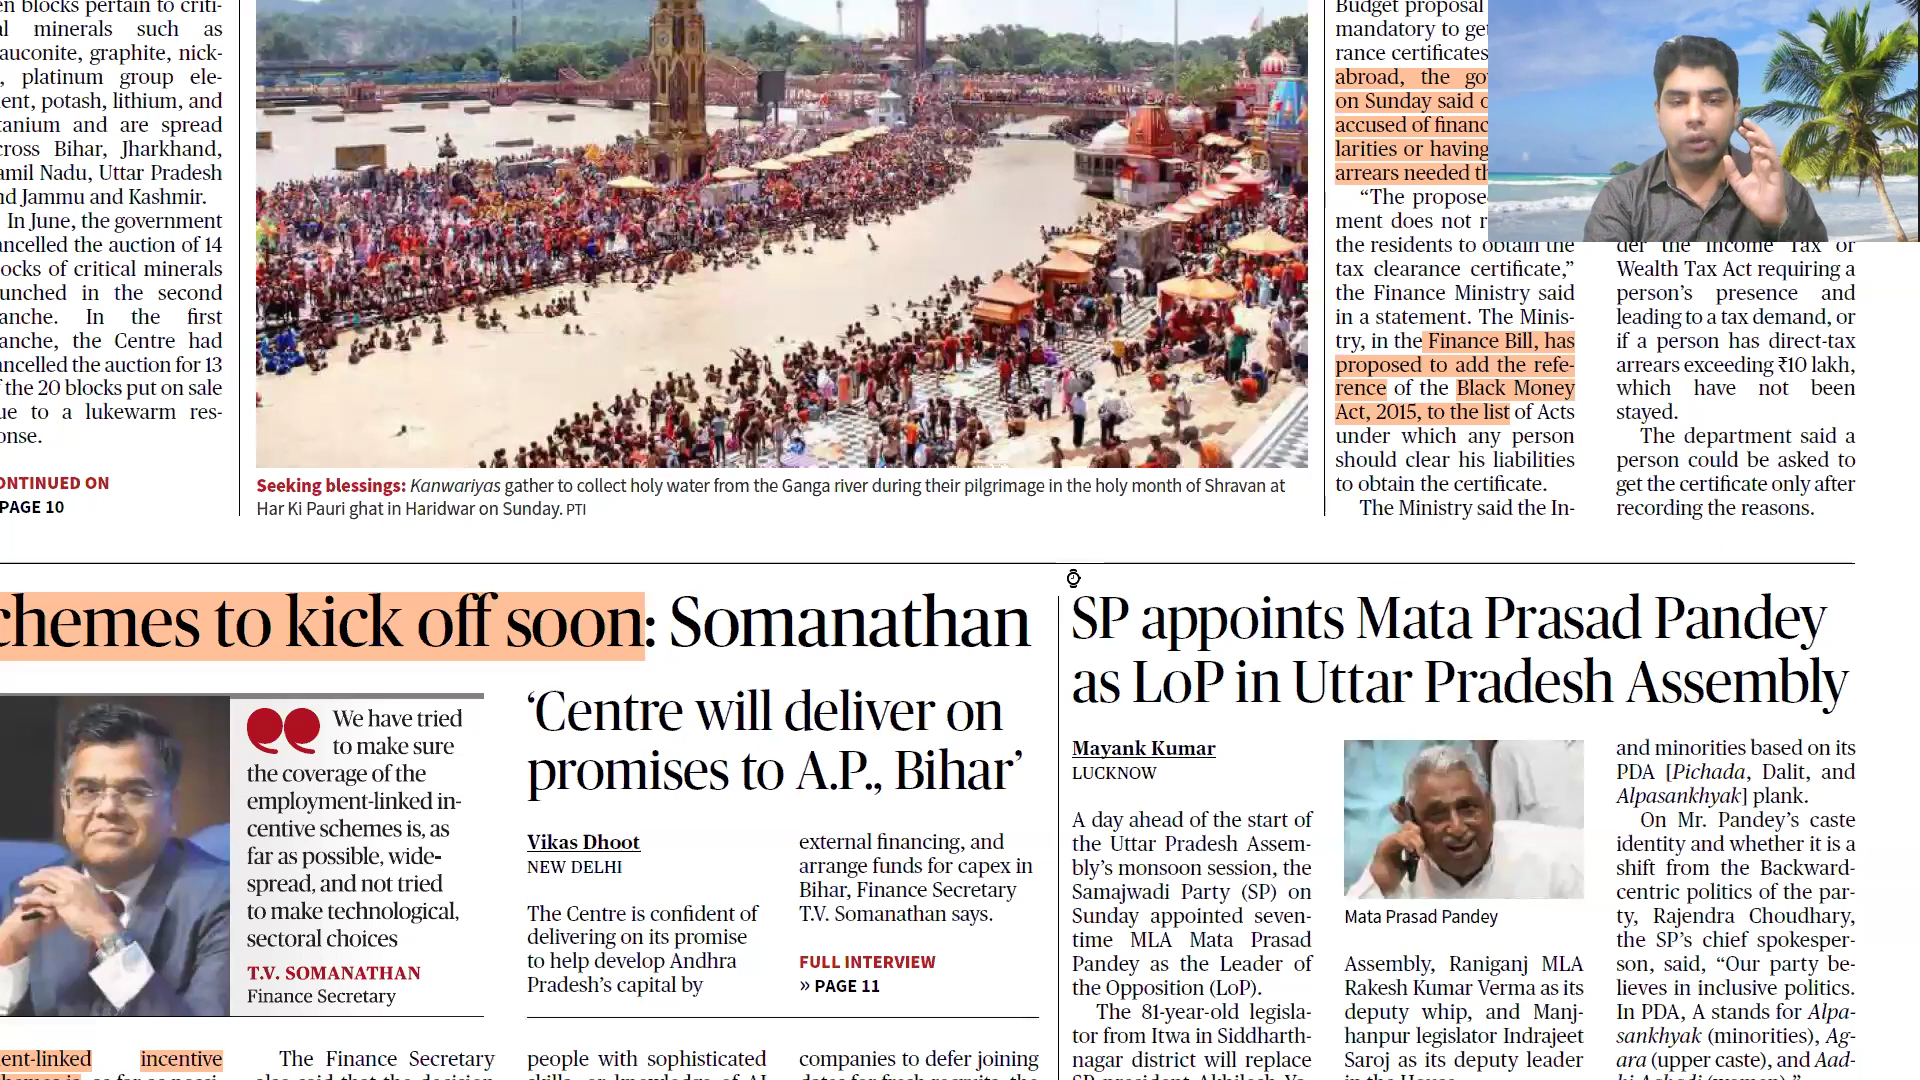 en blocks pertain to criti-
al minerals such as
auconite, graphite, nick-
, platinum group ele-
ent, potash, lithium, and
tanium and are spread
cross Bihar, Jharkhand,
amil Nadu, Uttar Pradesh
nd Jammu and Kashmir.
In June, the government
ancelled the auction of 14
ocks of critical minerals
unched in the second
anche. In the first
anche, the Centre had
ancelled the auction for 13
f the 20 blocks put on sale
ue to a lukewarm res-
onse.
ONTINUED ON
PAGE 10
Seeking blessings: Kanwariyas gather to collect holy water from the Ganga river during their pilgrimage in the holy month of Shravan at
Har Ki Pauri ghat in Haridwar on Sunday. PTI
Budget proposal
mandatory to get
rance certificates
abroad, the gov
on Sunday said o
accused of financ
larities or having
arrears needed th
“The propose
ment does not r
the residents to obtain the
tax clearance certificate,”
the Finance Ministry said
in a statement. The Minis-
try, in the Finance Bill, has
proposed to add the refe-
rence of the Black Money
Act, 2015, to the list of Acts
under which any person
should clear his liabilities
to obtain the certificate.
The Ministry said the In-
der the Income Tax or
Wealth Tax Act requiring a
person’s presence and
leading to a tax demand, or
if a person has direct-tax
arrears exceeding ₹10 lakh,
which have not been
stayed.
The department said a
person could be asked to
get the certificate only after
recording the reasons.
chemes to kick off soon: Somanathan
We have tried
to make sure
the coverage of the
employment-linked in-
centive schemes is, as
far as possible, wide-
spread, and not tried
to make technological,
sectoral choices
T.V. SOMANATHAN
Finance Secretary
ent-linked incentive
The Finance Secretary
‘Centre will deliver on
promises to A.P., Bihar’
Vikas Dhoot
NEW DELHI
The Centre is confident of
delivering on its promise
to help develop Andhra
Pradesh’s capital by
external financing, and
arrange funds for capex in
Bihar, Finance Secretary
T.V. Somanathan says.
FULL INTERVIEW
» PAGE 11
people with sophisticated
companies to defer joining
SP appoints Mata Prasad Pandey
as LoP in Uttar Pradesh Assembly
Mayank Kumar
LUCKNOW
A day ahead of the start of
the Uttar Pradesh Assem-
bly’s monsoon session, the
Samajwadi Party (SP) on
Sunday appointed seven-
time MLA Mata Prasad
Pandey as the Leader of
the Opposition (LoP).
The 81-year-old legisla-
tor from Itwa in Siddharth-
nagar district will replace
Mata Prasad Pandey
Assembly, Raniganj MLA
Rakesh Kumar Verma as its
deputy whip, and Manj-
hanpur legislator Indrajeet
Saroj as its deputy leader
and minorities based on its
PDA [Pichada, Dalit, and
Alpasankhyak] plank.
On Mr. Pandey’s caste
identity and whether it is a
shift from the Backward-
centric politics of the par-
ty, Rajendra Choudhary,
the SP’s chief spokesper-
son, said, “Our party be-
lieves in inclusive politics.
In PDA, A stands for Alpa-
sankhyak (minorities), Ag-
ara (upper caste), and Aad-